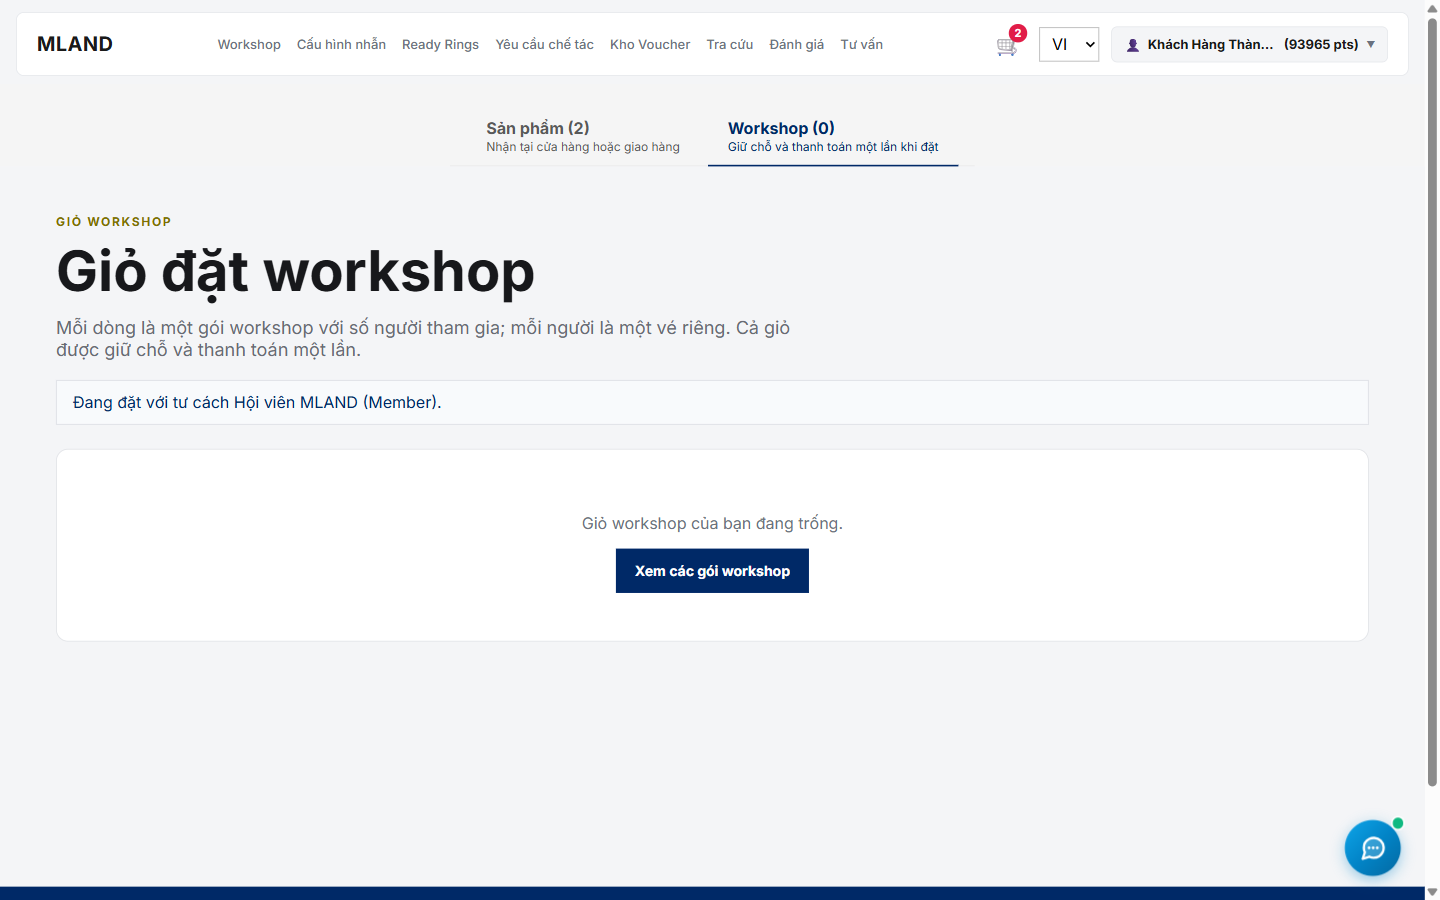 MLAND
Workshop
Cấu hình nhẫn
Ready Rings
Yêu cầu chế tác
Kho Voucher
Tra cứu
Đánh giá
Tư vấn
2
VI
Khách Hàng Thàn... (93965 pts)
Sản phẩm (2)
Nhận tại cửa hàng hoặc giao hàng
Workshop (0)
Giữ chỗ và thanh toán một lần khi đặt
GIỎ WORKSHOP
Giỏ đặt workshop
Mỗi dòng là một gói workshop với số người tham gia; mỗi người là một vé riêng. Cả giỏ
được giữ chỗ và thanh toán một lần.
Đang đặt với tư cách Hội viên MLAND (Member).
Giỏ workshop của bạn đang trống.
Xem các gói workshop